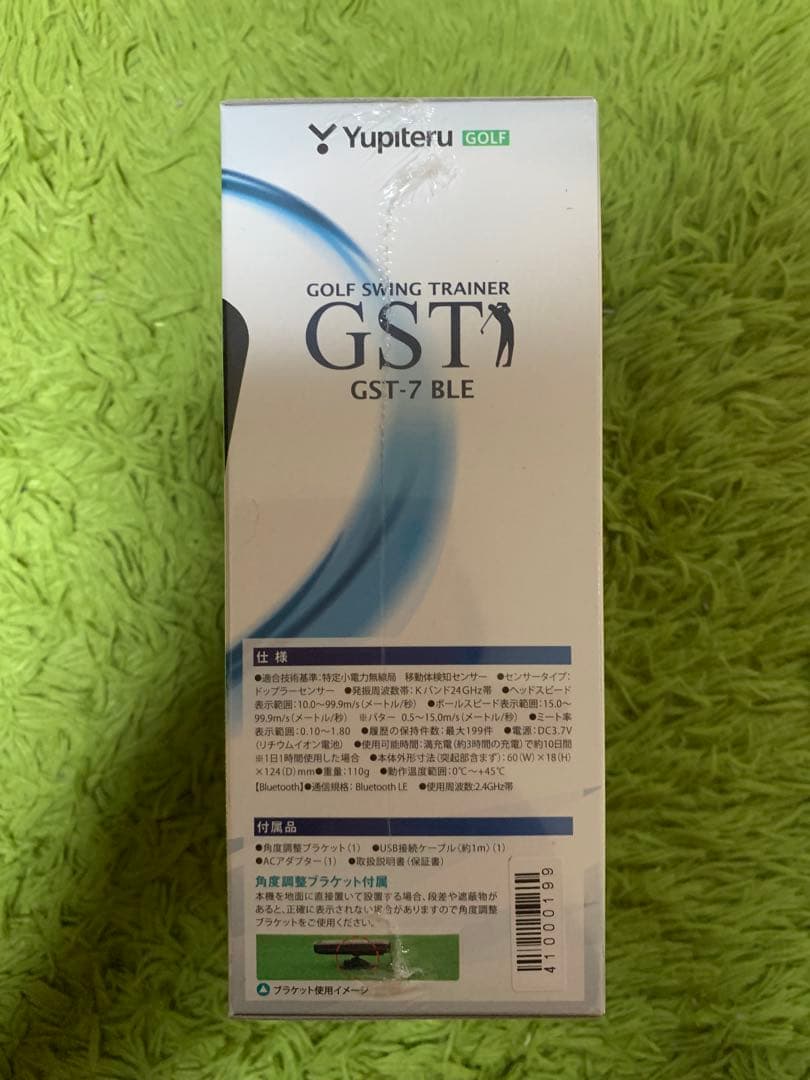 Yupiteru GOLF
GOLF SWING TRAINER
GST
GST-7 BLE
仕様
●適合技術基準:特定小電力無線局 移動体検知センサー ●センサータイプ:
ドップラーセンサー ●発振周波数帯:Kバンド24GHz帯 ●ヘッドスピード
表示範囲:10.0~99.9m/s(メートル/秒) ●ボールスピード表示範囲:15.0~
99.9m/s(メートル/秒) ※パター 0.5~15.0m/s(メートル/秒) ●ミート率
表示範囲:0.10~1.80 ●履歴の保持件数:最大199件 ●電源:DC3.7V
(リチウムイオン電池) ●使用可能時間:満充電(約3時間の充電)で約10日間
※1日1時間使用した場合 ●本体外形寸法(突起部含まず):60(W)×18(H)
×124(D)mm●重量:110g ●動作温度範囲:0℃~+45℃
【Bluetooth】●通信規格:Bluetooth LE ●使用周波数:2.4GHz帯
付属品
●角度調整ブラケット(1) ●USB接続ケーブル(約1m)(1)
●ACアダプター(1) ●取扱説明書(保証書)
角度調整ブラケット付属
本機を地面に直接置いて設置する場合、段差や遮蔽物が
あると、正確に表示されない場合がありますので角度調整
ブラケットをご使用ください。
ブラケット使用イメージ
41000199